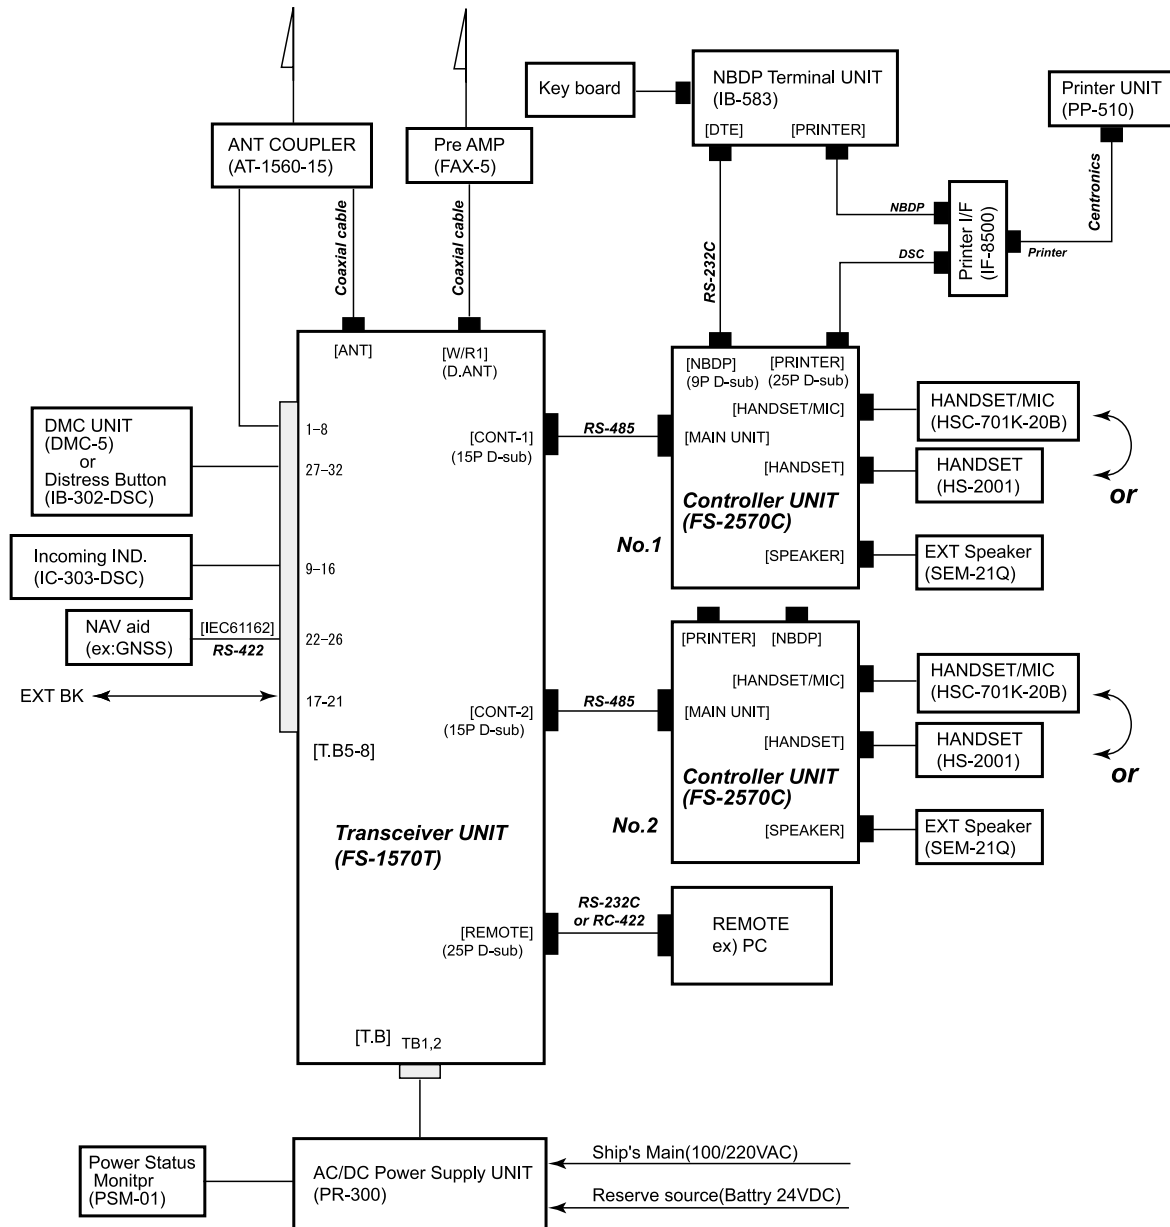 Key board
NBDP Terminal UNIT
(IB-583)
[DTE]
[PRINTER]
Printer UNIT
(PP-510)
ANT COUPLER
(AT-1560-15)
Pre AMP
(FAX-5)
Coaxial cable
Coaxial cable
RS-232C
NBDP
DSC
Printer I/F
(IF-8500)
Printer
Centronics
[ANT]
[W/R1]
(D.ANT)
[NBDP]
(9P D-sub)
[PRINTER]
(25P D-sub)
DMC UNIT
(DMC-5)
or
Distress Button
(IB-302-DSC)
1-8
27-32
[CONT-1]
(15P D-sub)
RS-485
[HANDSET/MIC]
[MAIN UNIT]
[HANDSET]
Controller UNIT
(FS-2570C)
No.1
[SPEAKER]
HANDSET/MIC
(HSC-701K-20B)
HANDSET
(HS-2001)
or
EXT Speaker
(SEM-21Q)
Incoming IND.
(IC-303-DSC)
9-16
NAV aid
(ex:GNSS)
[IEC61162]
RS-422
22-26
EXT BK
17-21
[T.B5-8]
[CONT-2]
(15P D-sub)
RS-485
[PRINTER]
[NBDP]
[HANDSET/MIC]
[MAIN UNIT]
[HANDSET]
Controller UNIT
(FS-2570C)
No.2
[SPEAKER]
HANDSET/MIC
(HSC-701K-20B)
HANDSET
(HS-2001)
or
EXT Speaker
(SEM-21Q)
Transceiver UNIT
(FS-1570T)
[REMOTE]
(25P D-sub)
RS-232C
or RC-422
REMOTE
ex) PC
[T.B]
TB1,2
Power Status
Monitpr
(PSM-01)
AC/DC Power Supply UNIT
(PR-300)
Ship's Main(100/220VAC)
Reserve source(Battry 24VDC)